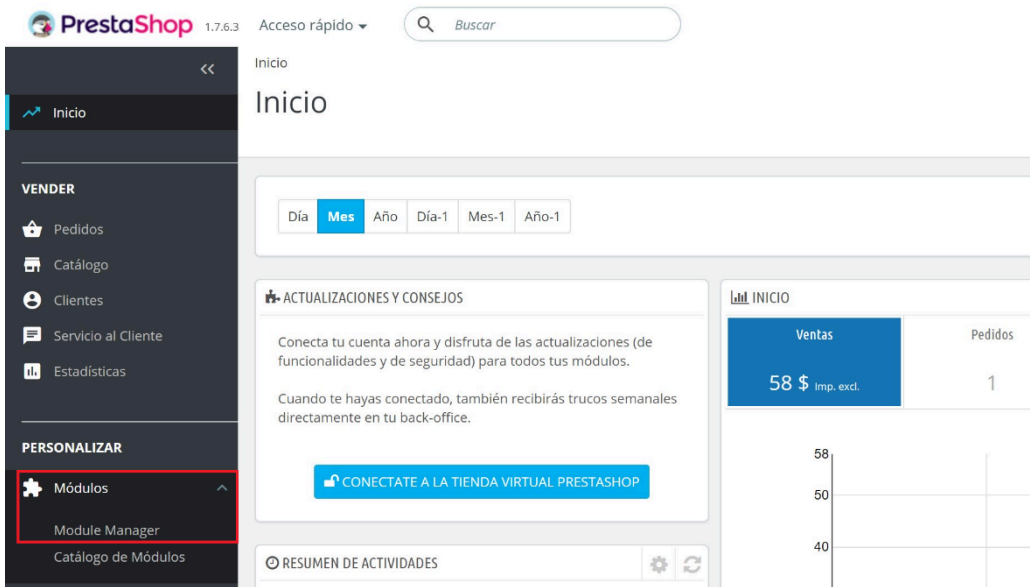 PrestaShop 1.7.6.3 Acceso rápido Buscar
Inicio
Inicio
Inicio
VENDER
Pedidos
Catálogo
Clientes
Servicio al Cliente
Estadísticas
PERSONALIZAR
Módulos
Module Manager
Catálogo de Módulos
Día Mes Año Día-1 Mes-1 Año-1
ACTUALIZACIONES Y CONSEJOS
Conecta tu cuenta ahora y disfruta de las actualizaciones (de
funcionalidades y de seguridad) para todos tus módulos.
Cuando te hayas conectado, también recibirás trucos semanales
directamente en tu back-office.
CONECTATE A LA TIENDA VIRTUAL PRESTASHOP
RESUMEN DE ACTIVIDADES
INICIO
Ventas
58 $ Imp. excl.
Pedidos
1
58
50
40